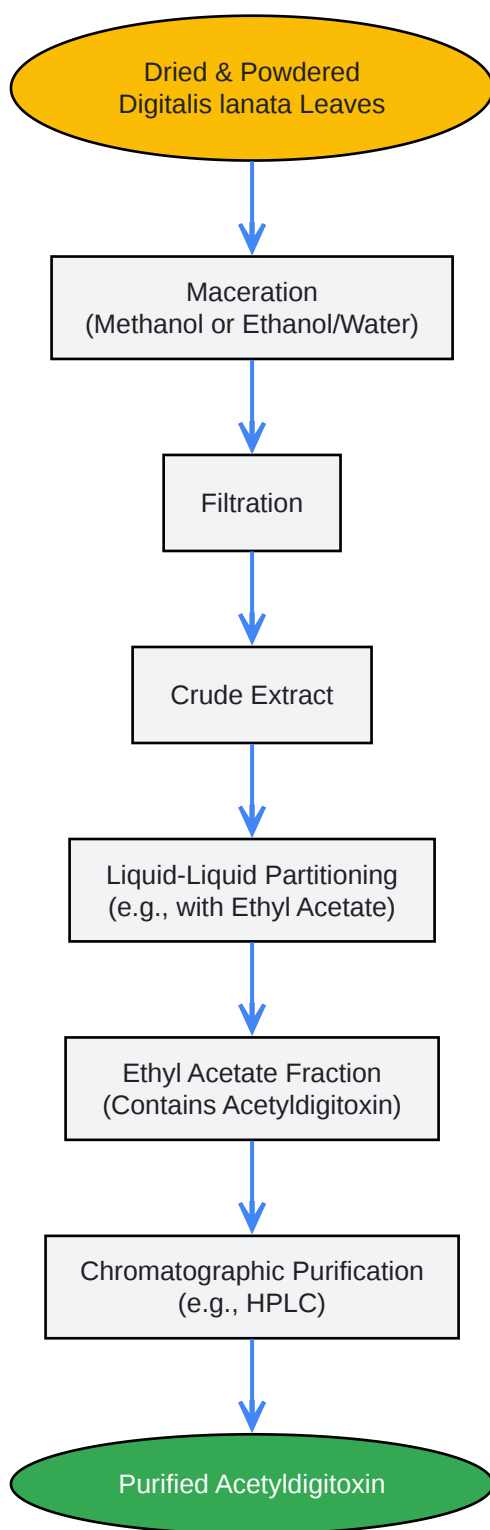 Dried & Powdered
Digitalis lanata Leaves
Maceration
(Methanol or Ethanol/Water)
Filtration
Crude Extract
Liquid-Liquid Partitioning
(e.g., with Ethyl Acetate)
Ethyl Acetate Fraction
(Contains Acetyldigitoxin)
Chromatographic Purification
(e.g., HPLC)
Purified Acetyldigitoxin